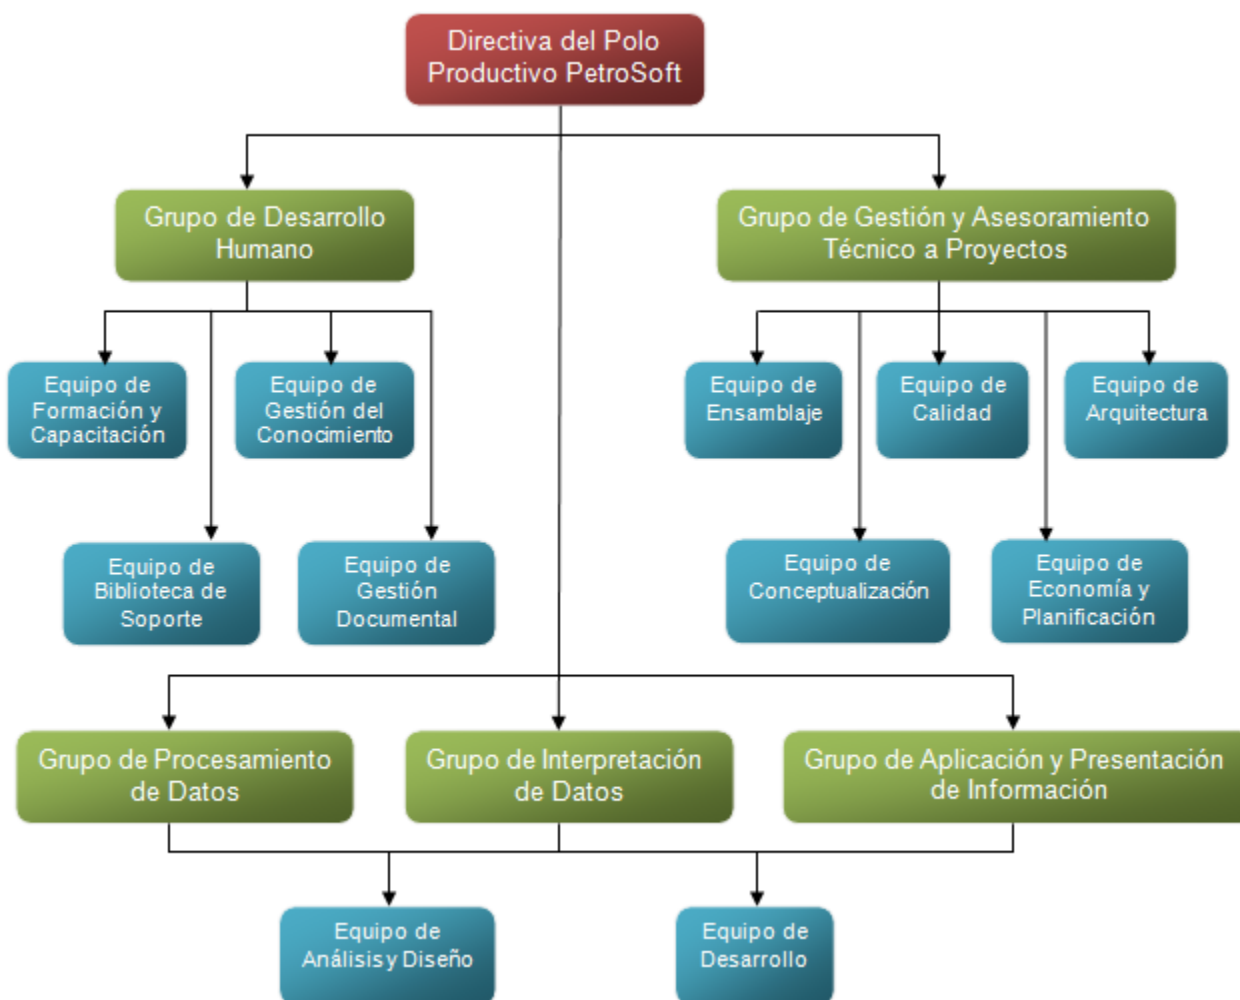 Directiva del Polo
Productivo PetroSoft
Grupo de Desarrollo
Humano
Grupo de Gestión y Asesoramiento
Técnico a Proyectos
Equipo de
Formación y
Capacitación
Equipo de
Gestión del
Conocimiento
Equipo de
Ensamblaje
Equipo de
Calidad
Equipo de
Arquitectura
Equipo de
Biblioteca de
Soporte
Equipo de
Gestión
Documental
Equipo de
Conceptualización
Equipo de
Economía y
Planificación
Grupo de Procesamiento
de Datos
Grupo de Interpretación
de Datos
Grupo de Aplicación y Presentación
de Información
Equipo de
Análisis y Diseño
Equipo de
Desarrollo